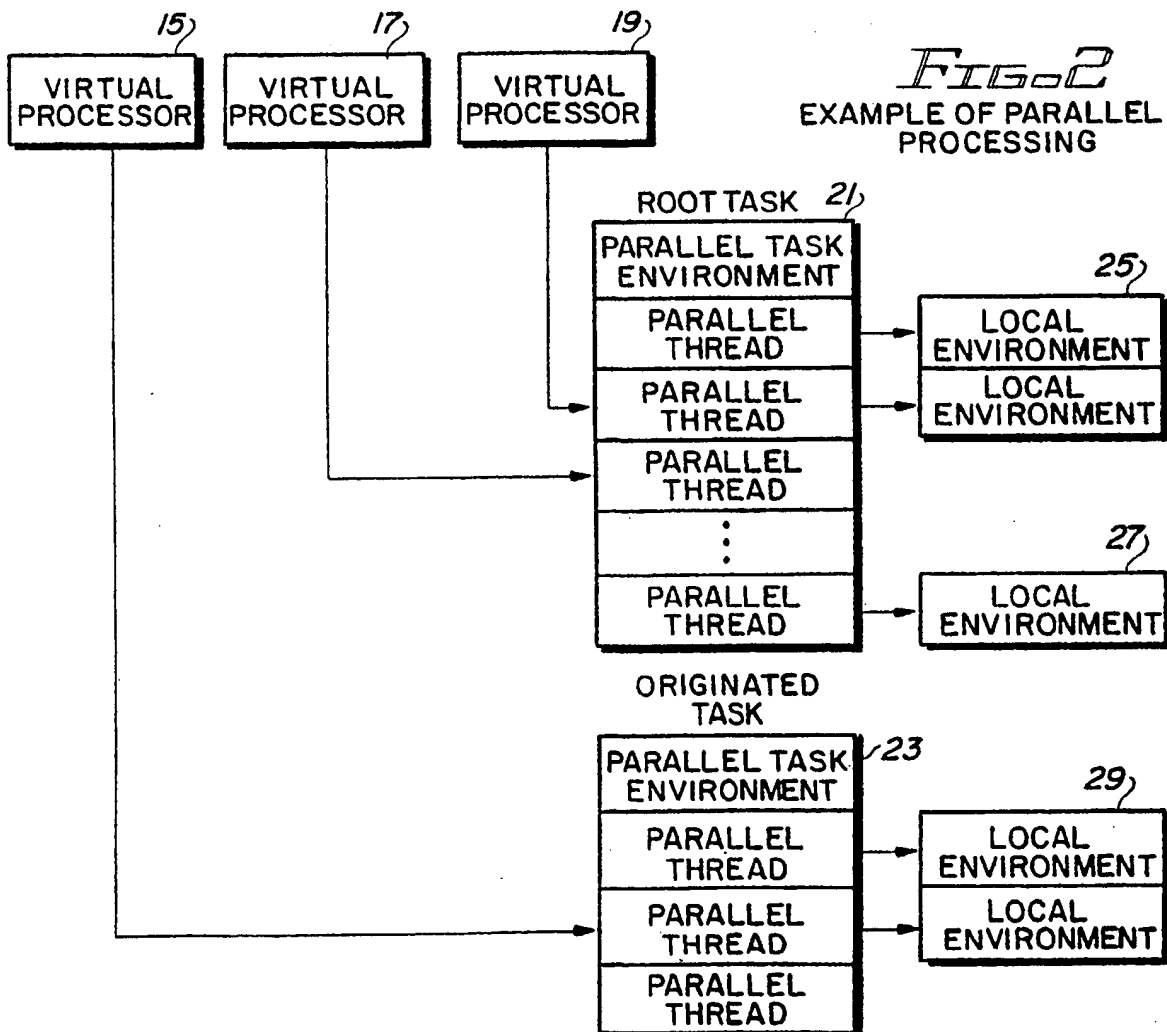 15
17
19
VIRTUAL
PROCESSOR
VIRTUAL
PROCESSOR
VIRTUAL
PROCESSOR
FIG. 2
EXAMPLE OF PARALLEL
PROCESSING
ROOT TASK
21
PARALLEL TASK
ENVIRONMENT
PARALLEL
THREAD
PARALLEL
THREAD
PARALLEL
THREAD
PARALLEL
THREAD
25
LOCAL
ENVIRONMENT
LOCAL
ENVIRONMENT
27
LOCAL
ENVIRONMENT
ORIGINATED
TASK
23
PARALLEL TASK
ENVIRONMENT
PARALLEL
THREAD
PARALLEL
THREAD
PARALLEL
THREAD
29
LOCAL
ENVIRONMENT
LOCAL
ENVIRONMENT